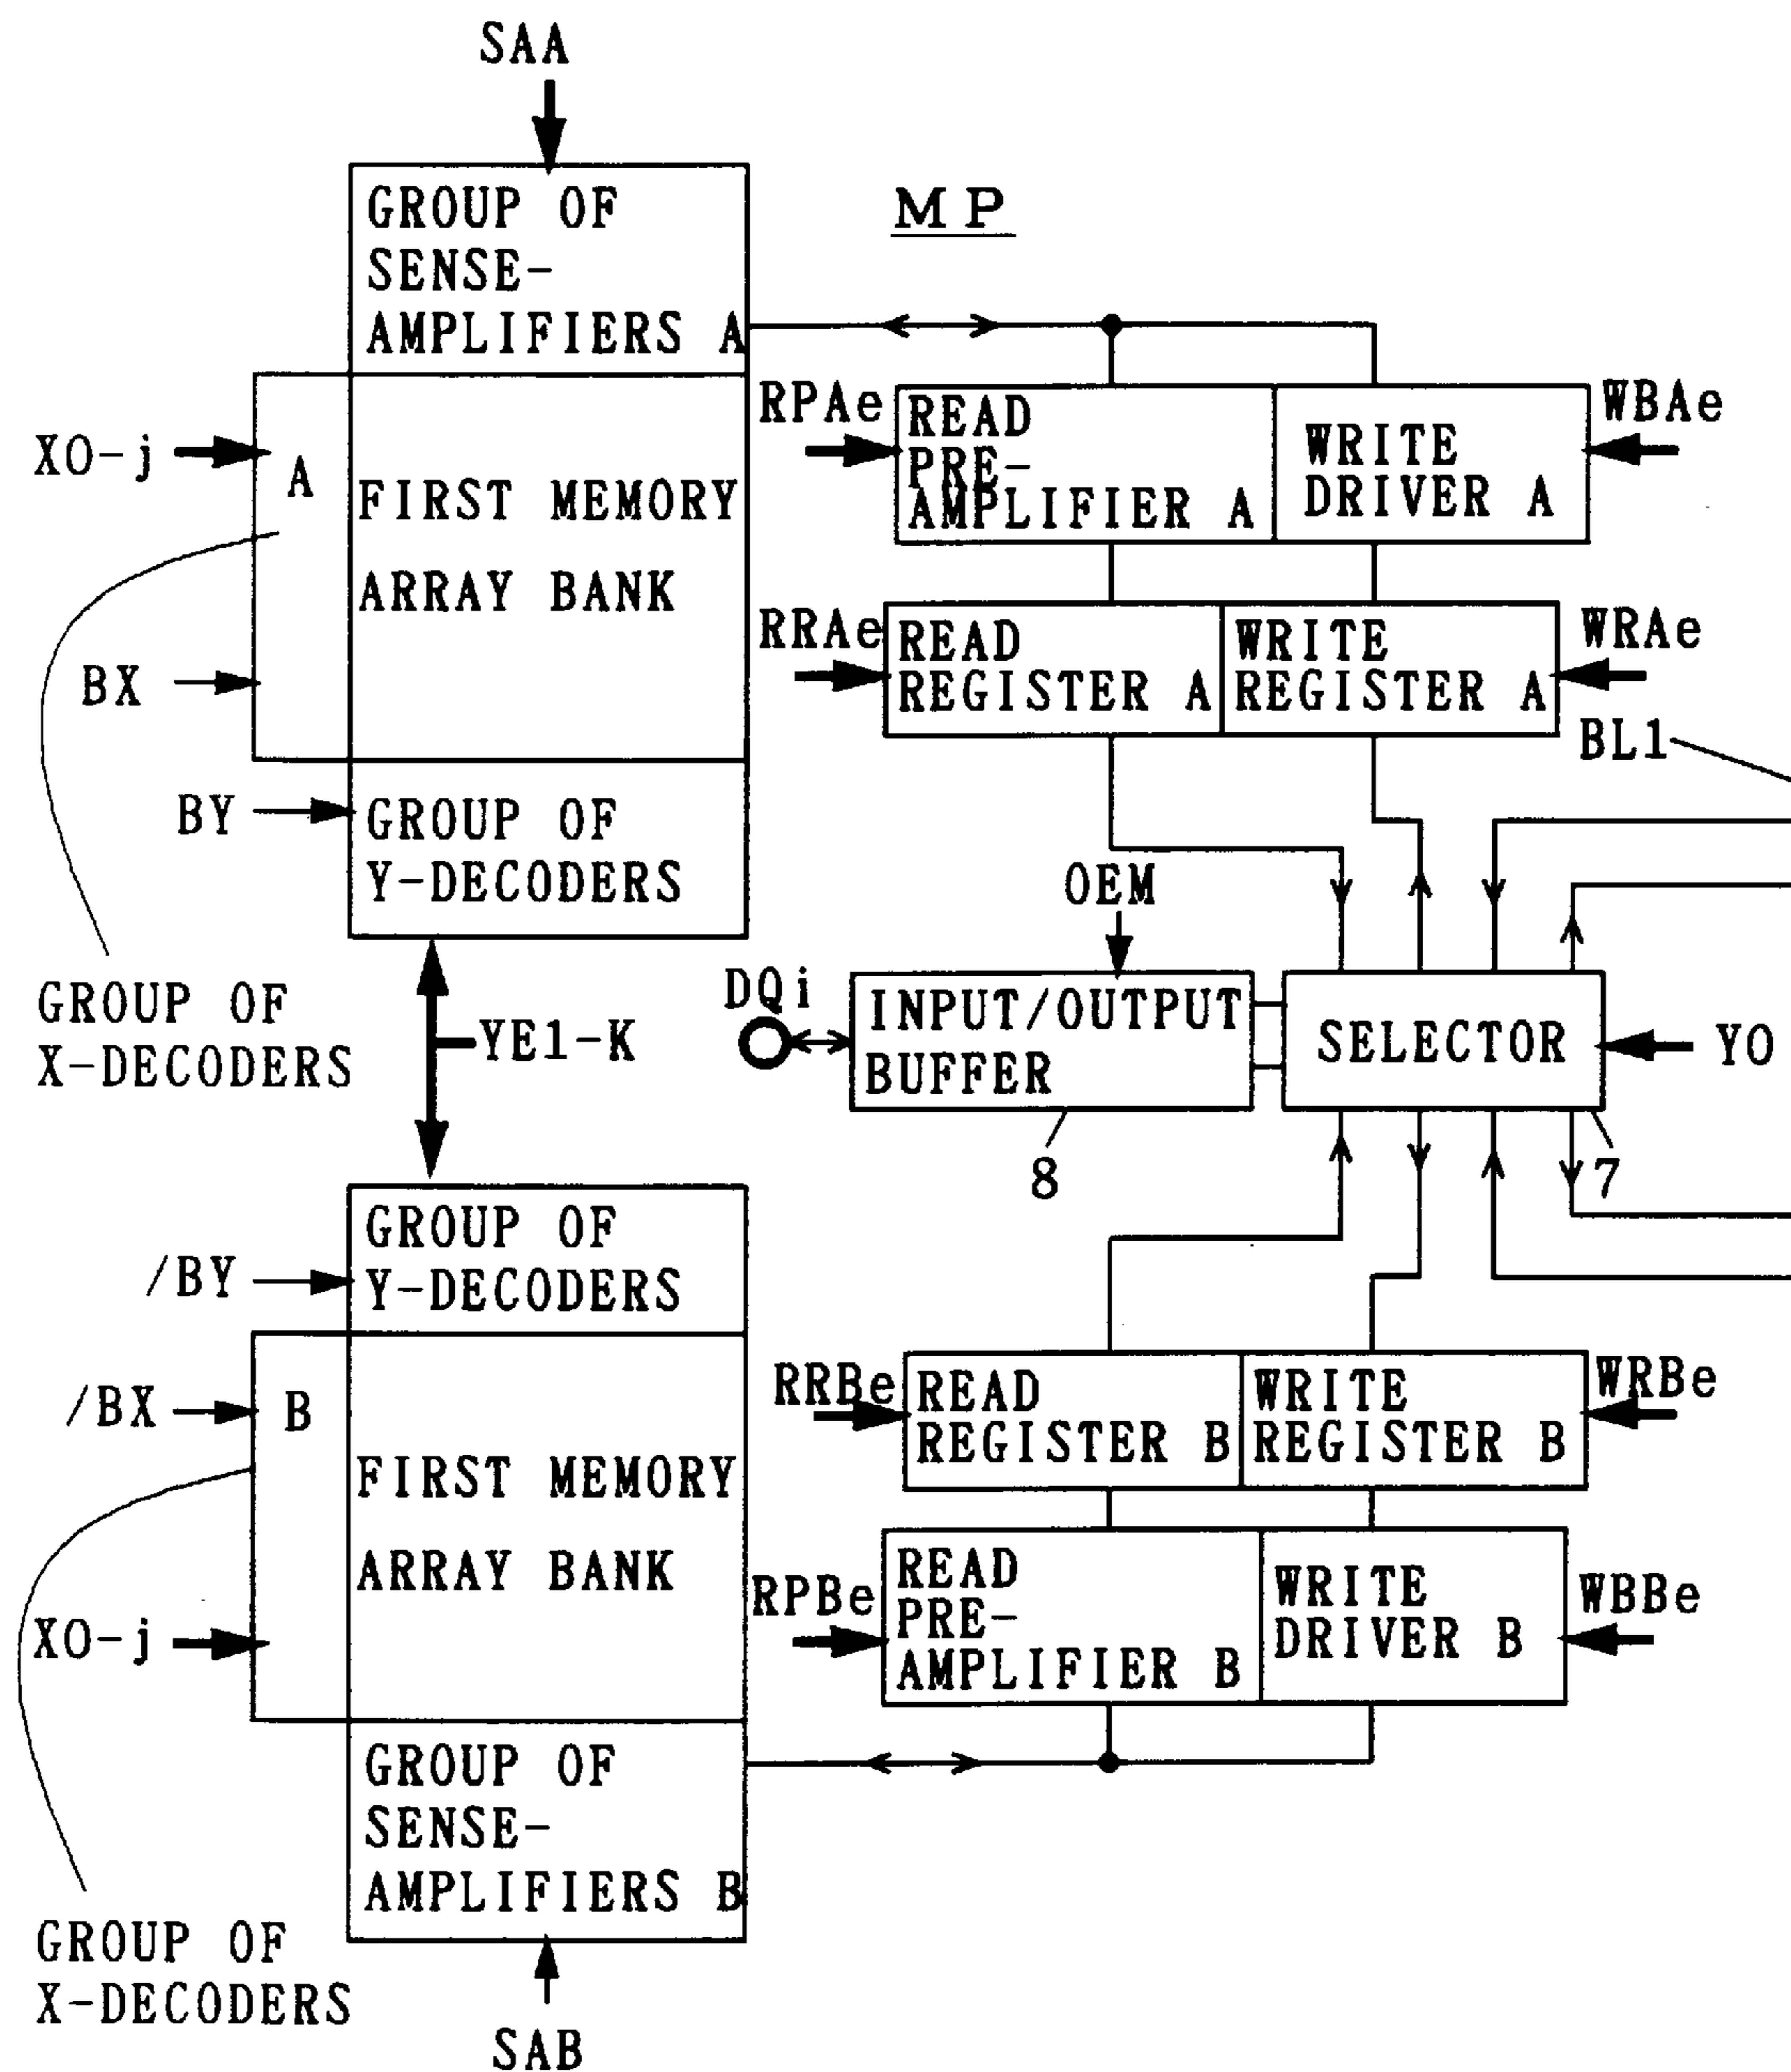 SAA
GROUP OF
SENSE-
AMPLIFIERS A
MP
XO-j
A
FIRST MEMORY
ARRAY BANK
BX
BY
GROUP OF
Y-DECODERS
GROUP OF
X-DECODERS
YE1-K
RPAe
READ
PRE-
AMPLIFIER A
WRITE
DRIVER A
WBAe
RRAe
READ
REGISTER A
WRITE
REGISTER A
WRAe
BL1
OEM
DQi
INPUT/OUTPUT
BUFFER
8
SELECTOR
YO
7
/BY
GROUP OF
Y-DECODERS
/BX
B
FIRST MEMORY
ARRAY BANK
XO-j
GROUP OF
SENSE-
AMPLIFIERS B
GROUP OF
X-DECODERS
SAB
RRBe
READ
REGISTER B
WRITE
REGISTER B
WRBe
RPBe
READ
PRE-
AMPLIFIER B
WRITE
DRIVER B
WBBe